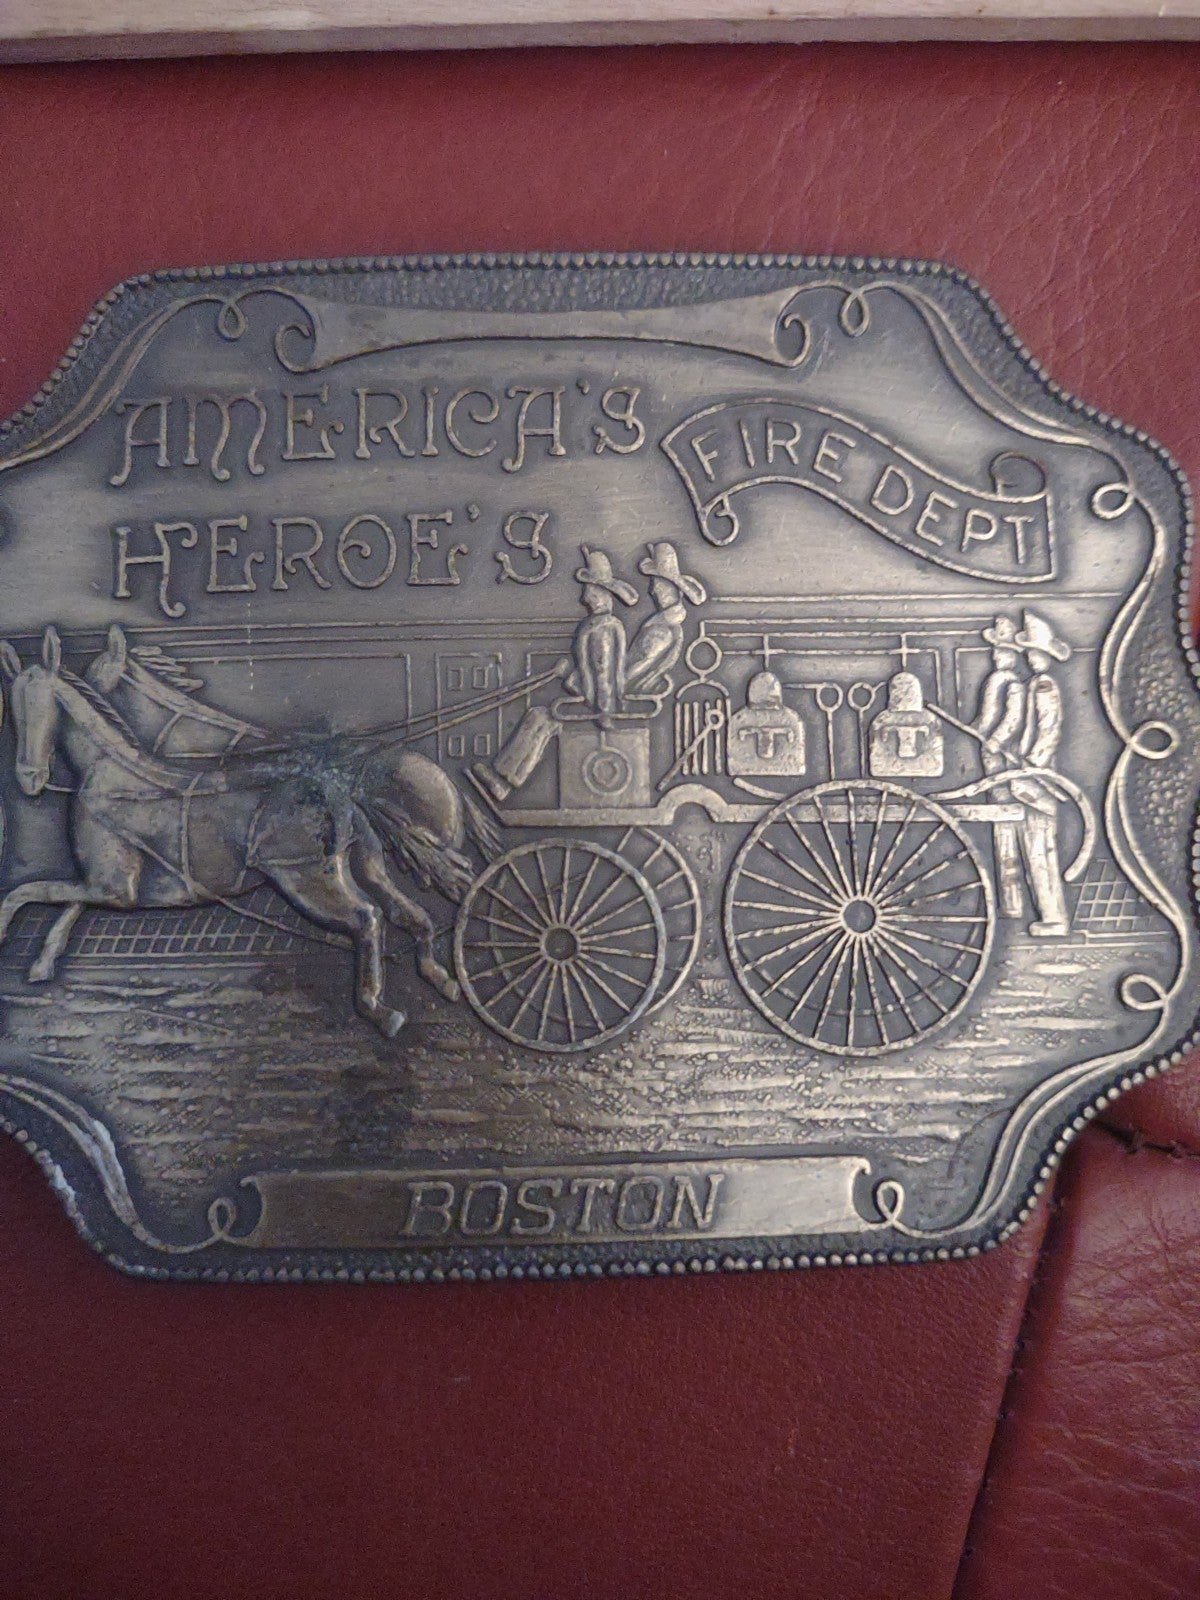 AMERICA'S
HEROE'S
FIRE DEPT
BOSTON